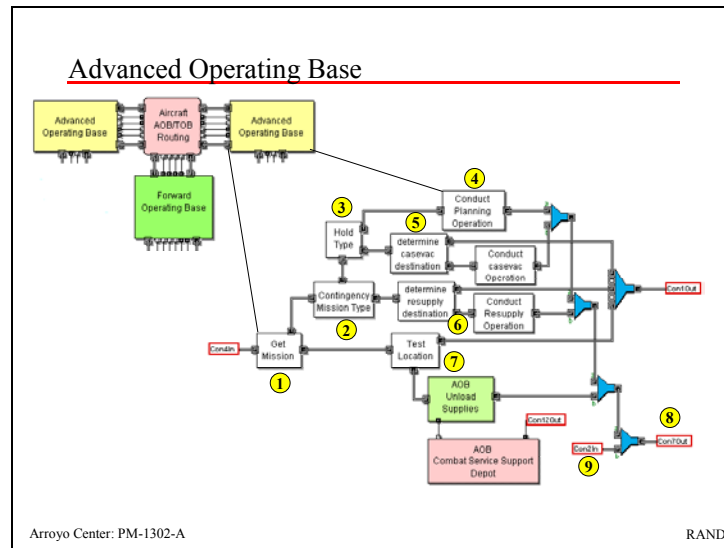 Advanced Operating Base
Advanced
Operating Base
Aircraft
AOB/TOB
Routing
Advanced
Operating Base
Forward
Operating Base
4
Conduct
Planning
Operation
3
Hold
Type
5
determine
casevac
destination
Conduct
casevac
Operation
Contingency
Mission Type
2
determine
resupply
destination
6
Conduct
Resupply
Operation
Con1Out
Con4In
Get
Mission
1
Test
Location
7
AOB
Unload
Supplies
Con12Out
AOB
Combat Service Support
Depot
8
Con7Out
Con2In
9
Arroyo Center: PM-1302-A
RAND